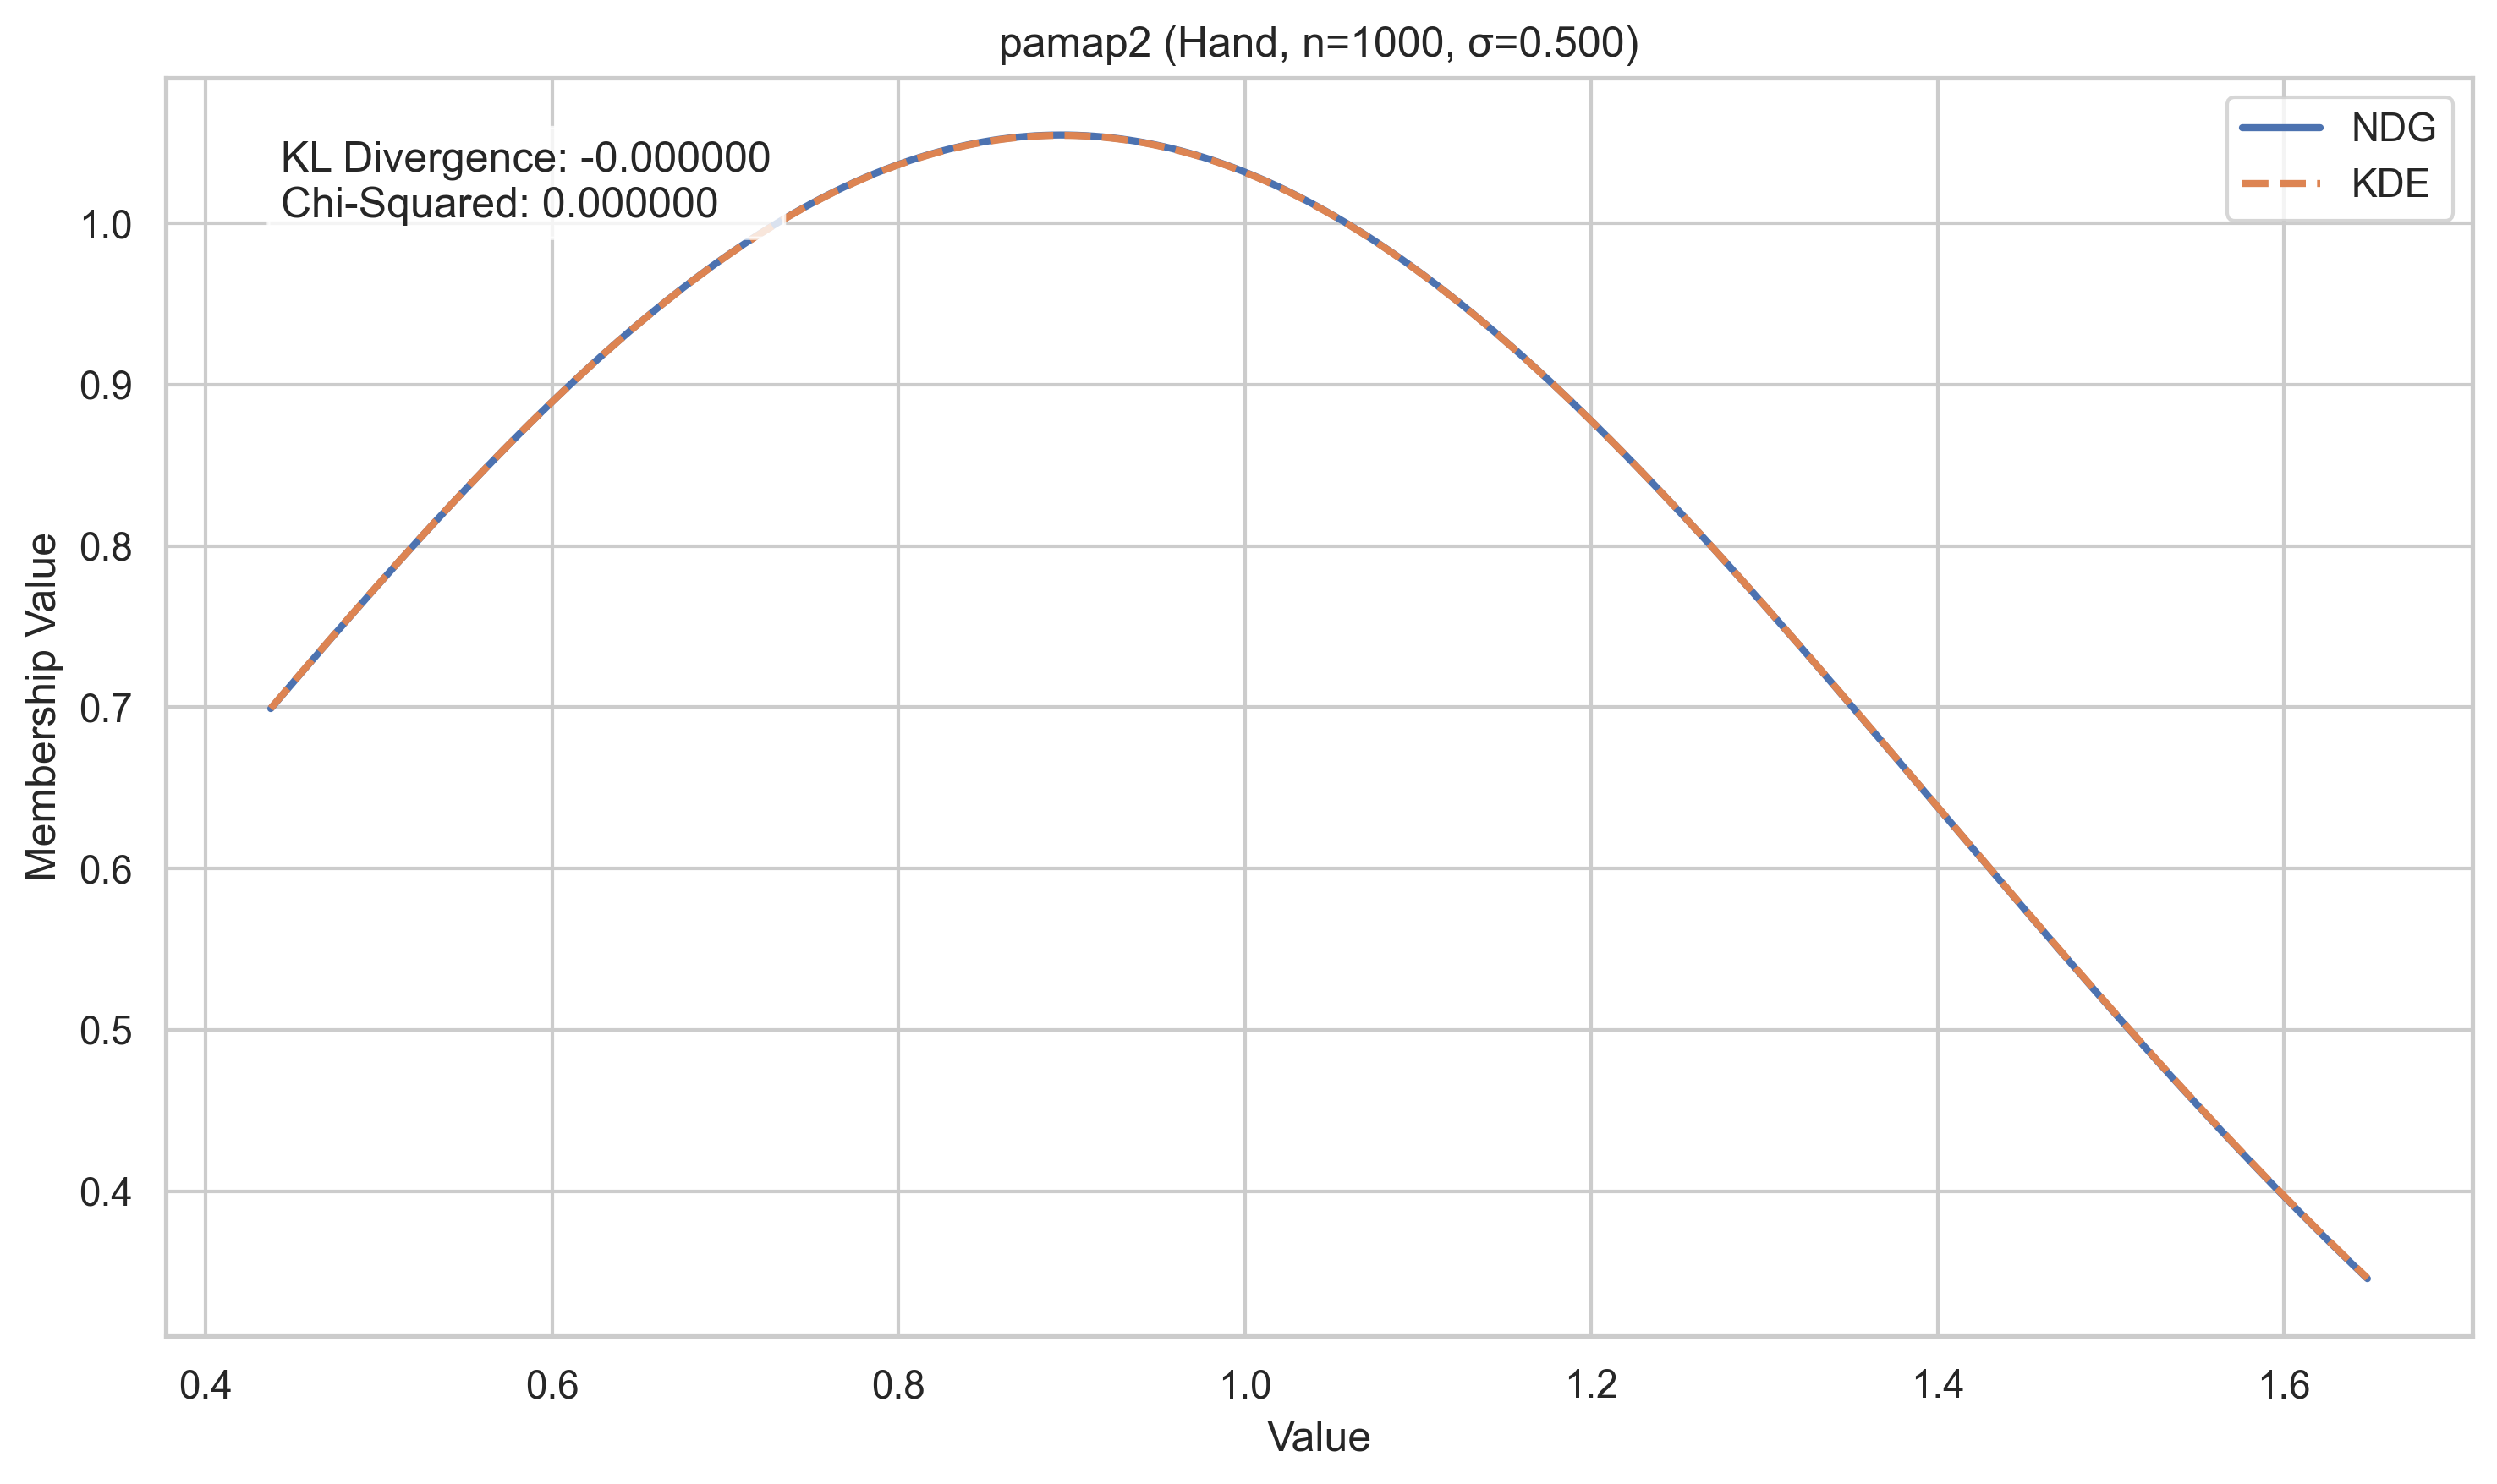 pamap2 (Hand, n=1000, σ=0.500)
KL Divergence: -0.000000
Chi-Squared: 0.000000
NDG
KDE
Membership Value
1.0
0.9
0.8
0.7
0.6
0.5
0.4
0.4 0.6 0.8 1.0 1.2 1.4 1.6
Value